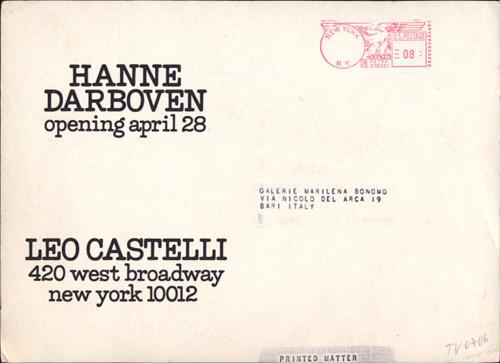 HANNE
DARBOVEN
opening april 28
NEW YORK
N.Y.
U.S. POSTAGE
08
GALERIE MARILENA BONOMO
VIA NICOLO DEL ARCA 19
BARI ITALY
LEO CASTELLI
420 west broadway
new york 10012
PRINTED MATTER